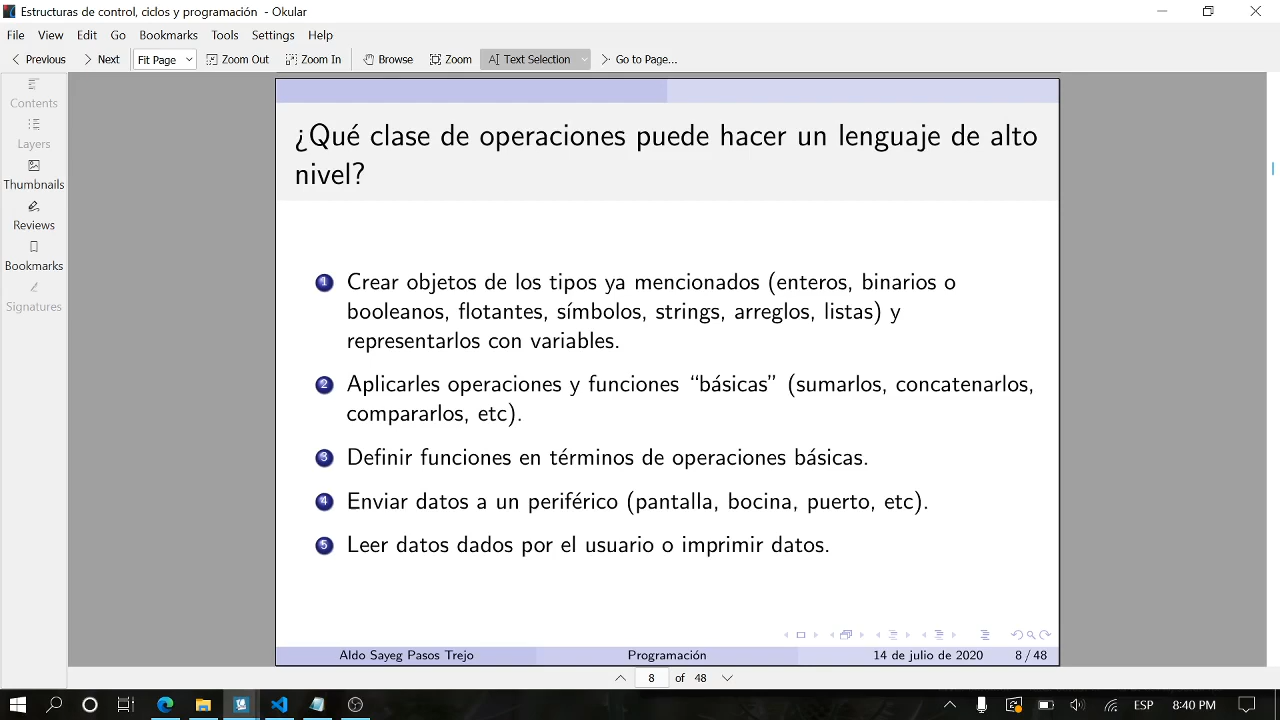 Estructuras de control, ciclos y programación - Okular
File View Edit Go Bookmarks Tools Settings Help
Previous Next Fit Page Zoom Out Zoom In Browse Zoom Text Selection Go to Page...
Contents
Layers
Thumbnails
Reviews
Bookmarks
Signatures
¿Qué clase de operaciones puede hacer un lenguaje de alto
nivel?
1 Crear objetos de los tipos ya mencionados (enteros, binarios o
booleanos, flotantes, símbolos, strings, arreglos, listas) y
representarlos con variables.
2 Aplicarles operaciones y funciones “básicas” (sumarlos, concatenarlos,
compararlos, etc).
3 Definir funciones en términos de operaciones básicas.
4 Enviar datos a un periférico (pantalla, bocina, puerto, etc).
5 Leer datos dados por el usuario o imprimir datos.
Aldo Sayeg Pasos Trejo Programación 14 de julio de 2020 8 / 48
8 of 48
ESP 8:40 PM